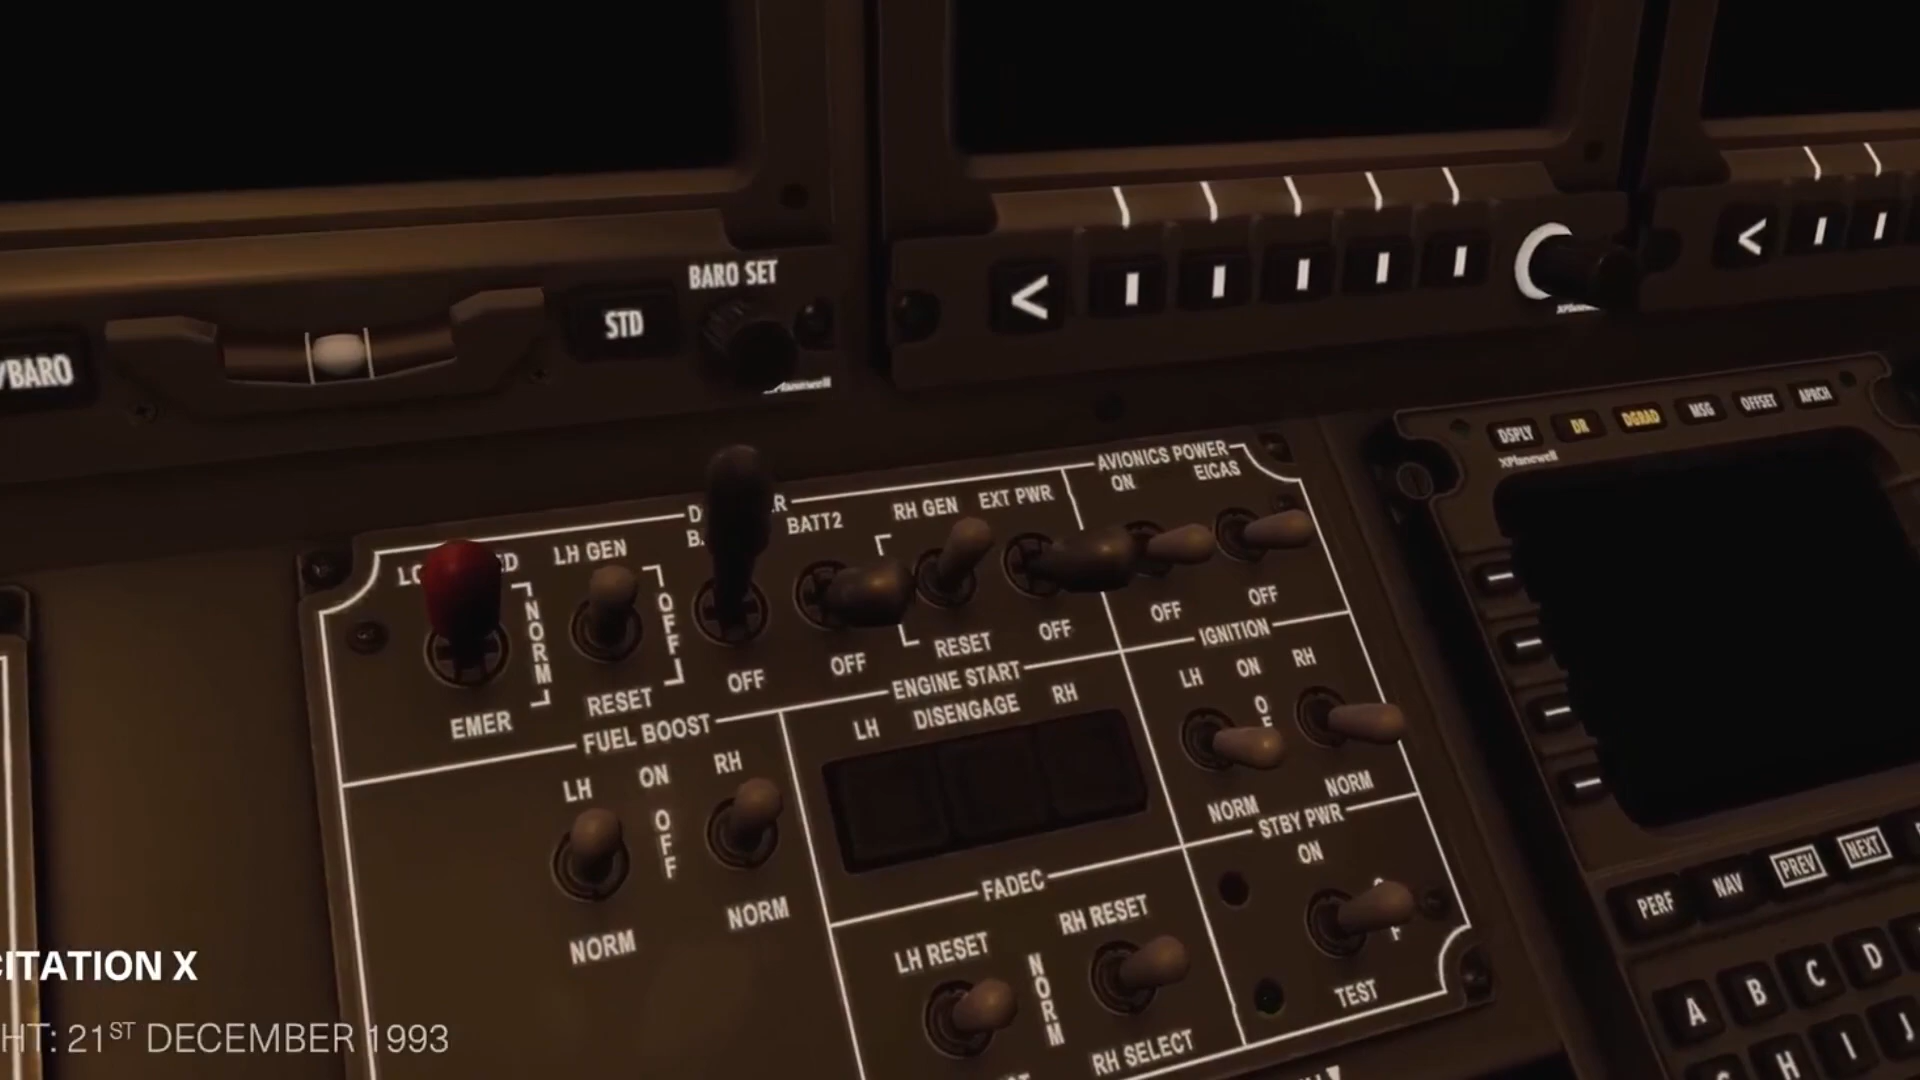 BARO SET
STD
/BARO
<
XPlanewell
<
DSPLY DR DGRAD MSG OFFSET APRCH
XPlanewell
AVIONICS POWER
ON EICAS
LH GEN BATT2 RH GEN EXT PWR
NORM
OFF
EMER RESET OFF OFF RESET OFF OFF OFF
FUEL BOOST
LH ON RH
OFF
NORM NORM
ENGINE START
LH DISENGAGE RH
IGNITION
LH ON RH
NORM NORM
STBY PWR
ON
TEST
FADEC
LH RESET RH RESET
NORM
RH SELECT
PERF NAV PREV NEXT
A B C D
H I J
CITATION X
HT: 21ST DECEMBER 1993